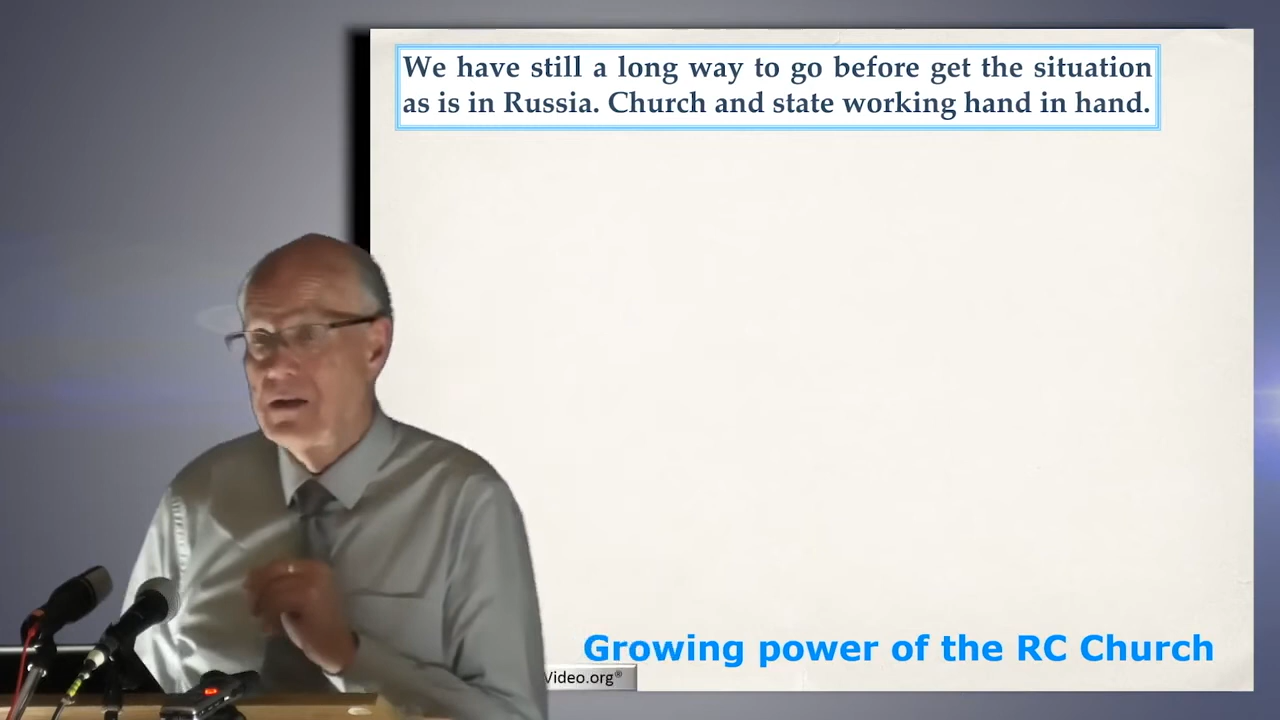 We have still a long way to go before get the situation
as is in Russia. Church and state working hand in hand.
Growing power of the RC Church
Video.org®